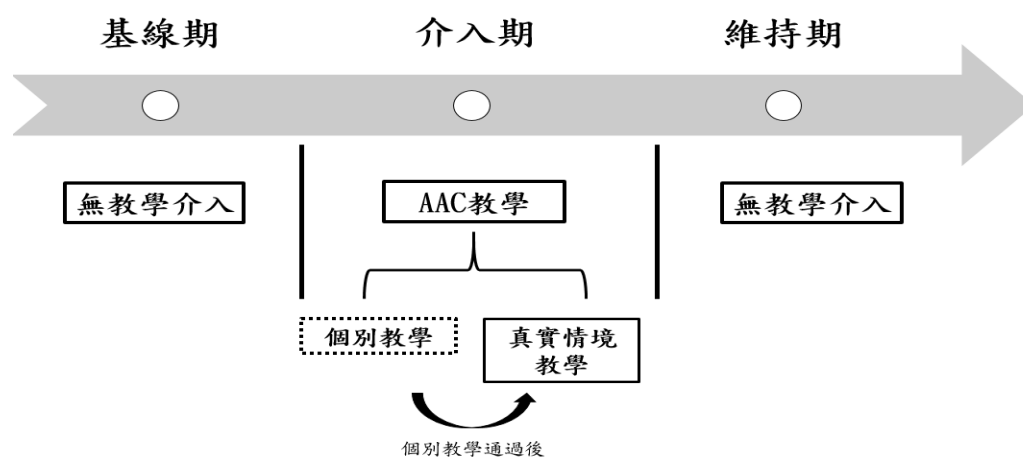 基線期
介入期
維持期
無教學介入
AAC教學
無教學介入
個別教學
真實情境
教學
個別教學通過後